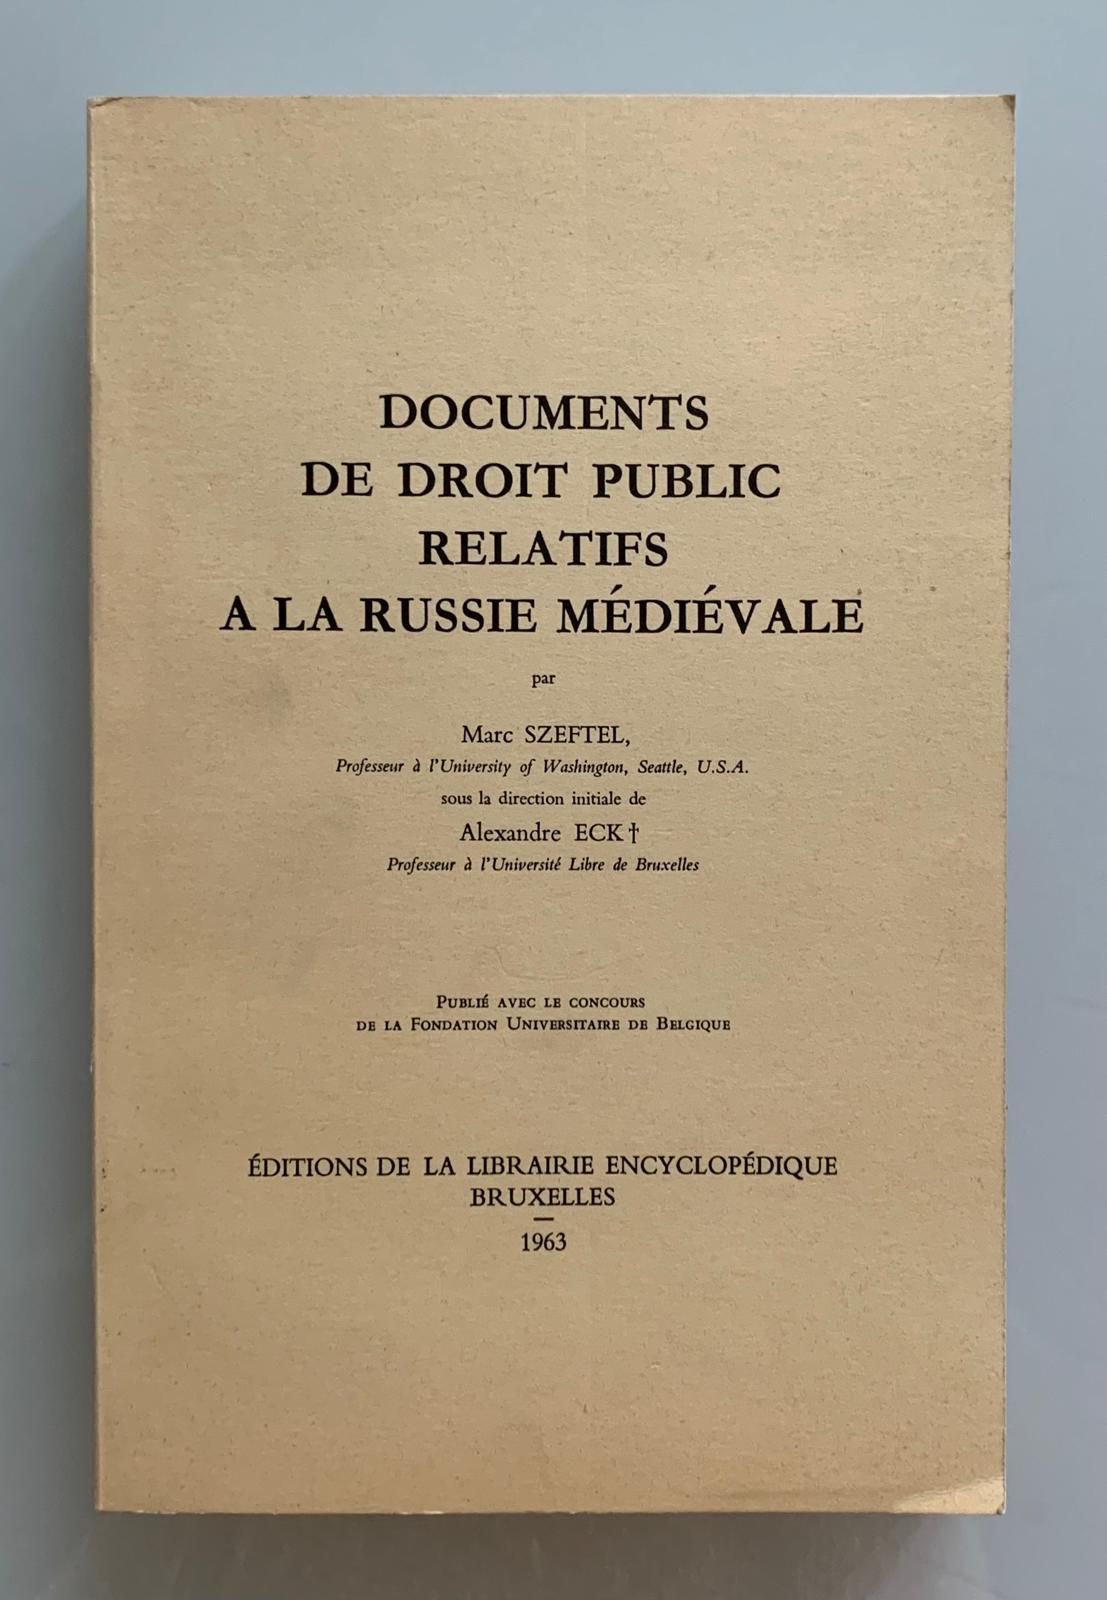 DOCUMENTS
DE DROIT PUBLIC
RELATIFS
A LA RUSSIE MÉDIÉVALE
par
Marc SZEFTEL,
Professeur à l'University of Washington, Seattle, U.S.A.
sous la direction initiale de
Alexandre ECK †
Professeur à l'Université Libre de Bruxelles
PUBLIÉ AVEC LE CONCOURS
DE LA FONDATION UNIVERSITAIRE DE BELGIQUE
ÉDITIONS DE LA LIBRAIRIE ENCYCLOPÉDIQUE
BRUXELLES
—
1963